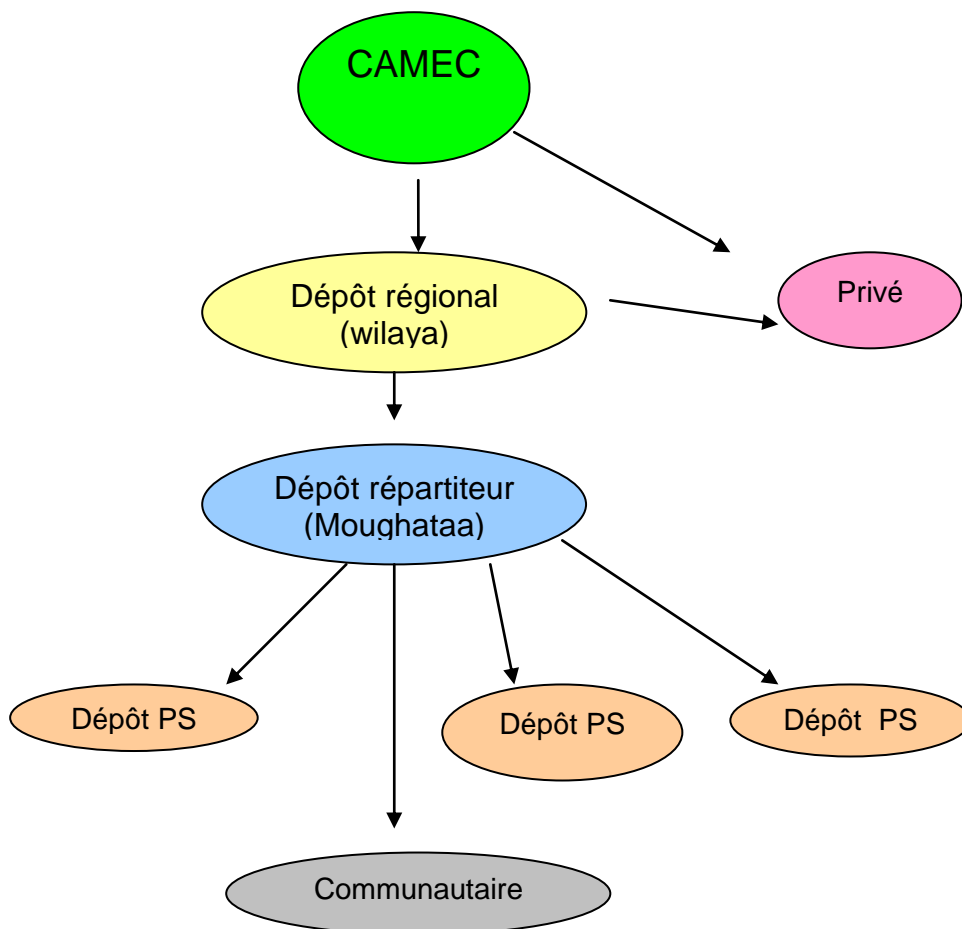 CAMEC
Dépôt régional
(wilaya)
Privé
Dépôt répartiteur
(Moughataa)
Dépôt PS
Dépôt PS
Dépôt  PS
Communautaire